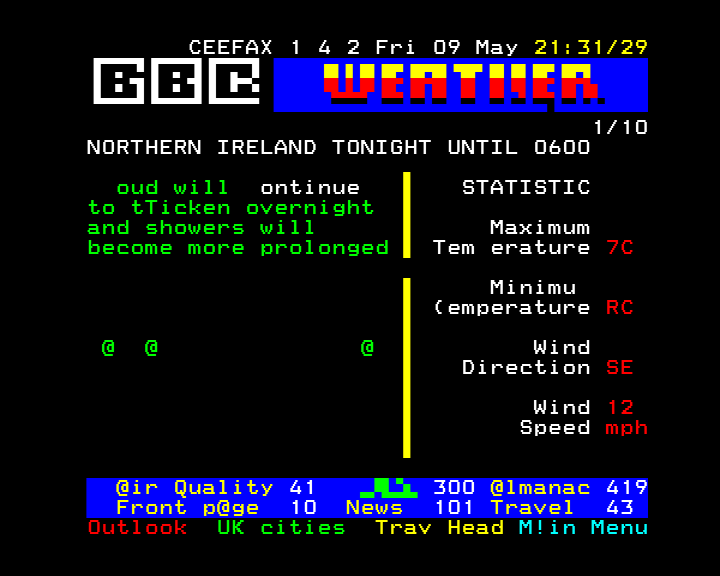 CEEFAX 1 4 2 Fri 09 May 21:31/29
BBC WEATHER
1/10
NORTHERN IRELAND TONIGHT UNTIL 0600
oud will ontinue
to tTicken overnight
and showers will
become more prolonged
@ @ @
STATISTIC
Maximum
Tem erature 7C
Minimu
(emperature RC
Wind
Direction SE
Wind 12
Speed mph
@ir Quality 41 300 @lmanac 419
Front p@ge 10 News 101 Travel 43
Outlook UK cities Trav Head M!in Menu